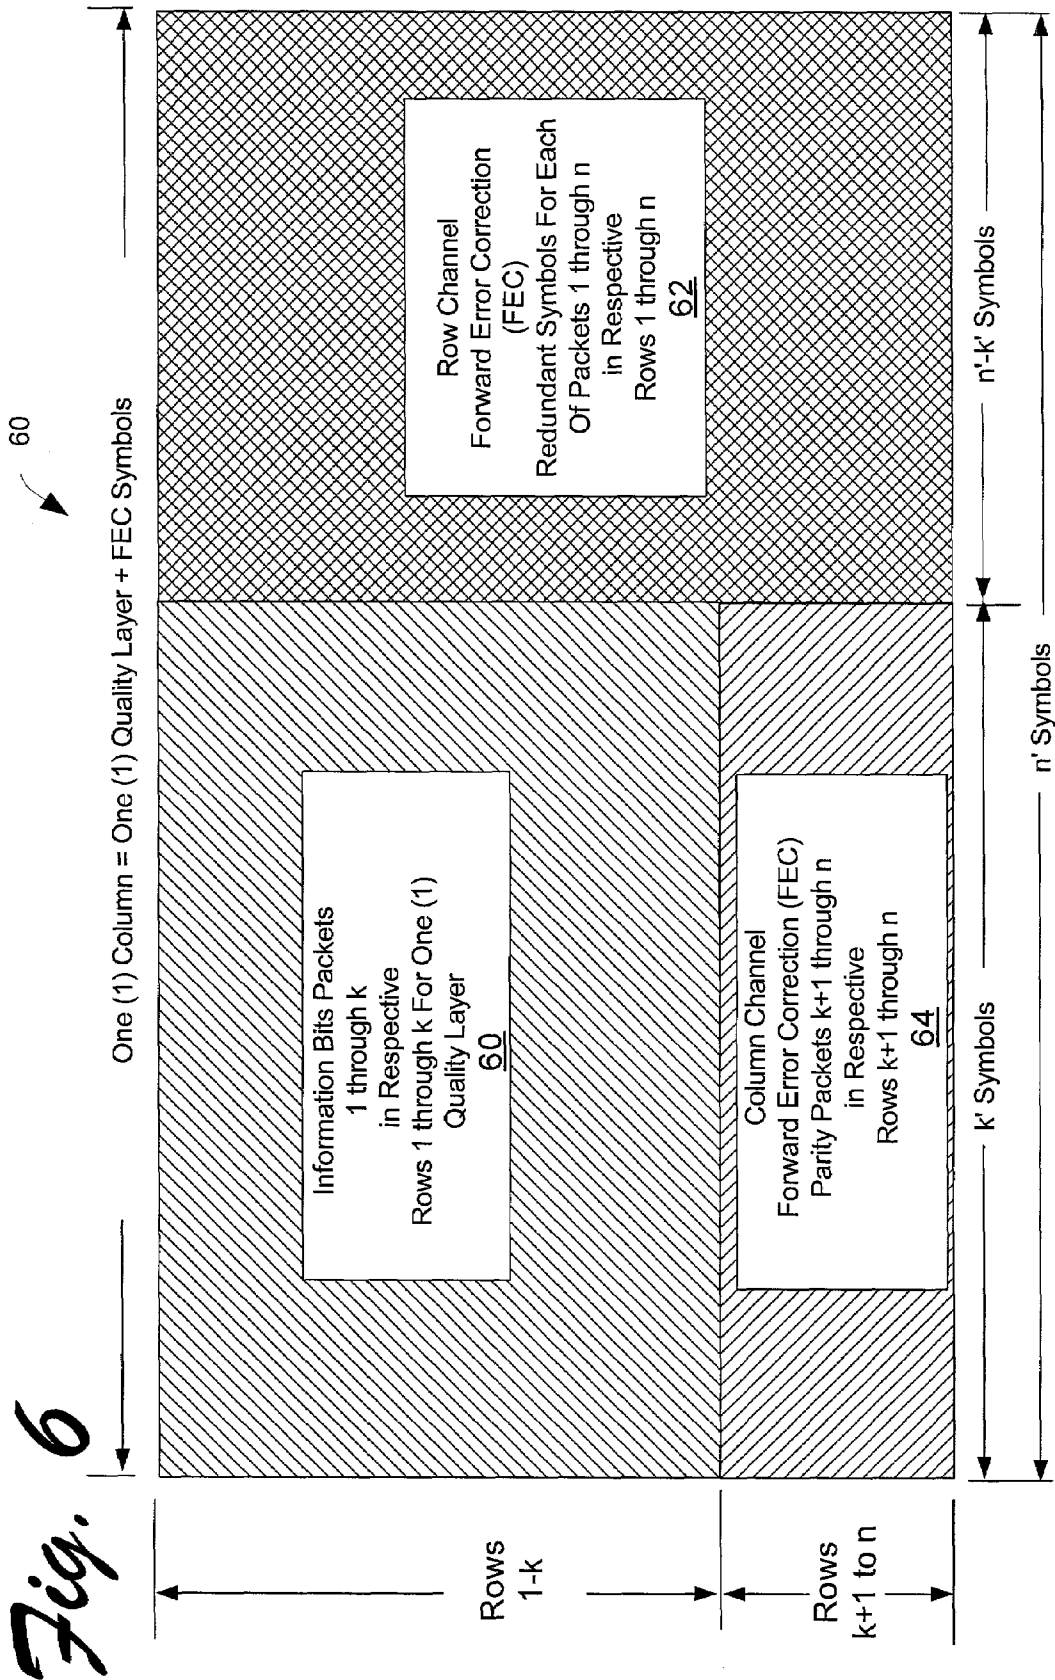 Fig. 6
60
One (1) Column = One (1) Quality Layer + FEC Symbols
Rows
1-k
Information Bits Packets
1 through k
in Respective
Rows 1 through k For One (1)
Quality Layer
60
Row Channel
Forward Error Correction
(FEC)
Redundant Symbols For Each
Of Packets 1 through n
in Respective
Rows 1 through n
62
Rows
k+1 to n
Column Channel
Forward Error Correction (FEC)
Parity Packets k+1 through n
in Respective
Rows k+1 through n
64
k' Symbols
n'-k' Symbols
n' Symbols